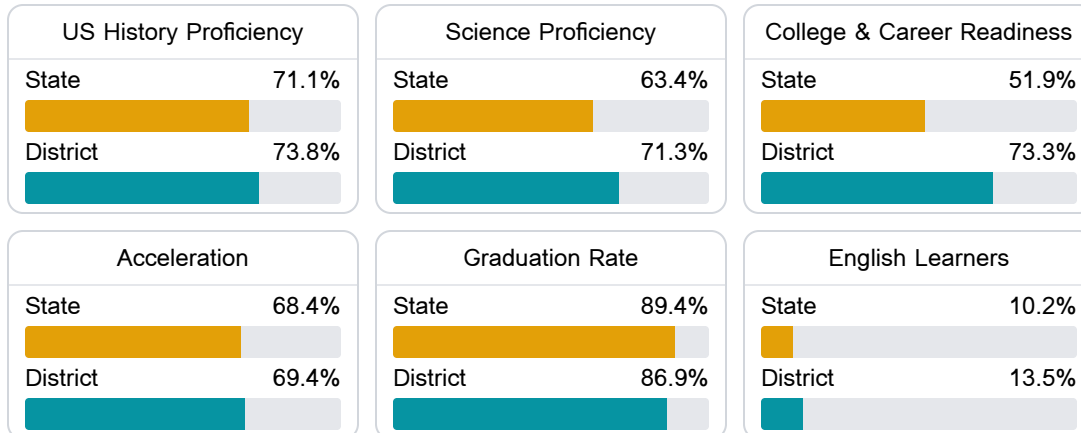 US History Proficiency
State 71.1%
District 73.8%
Science Proficiency
State 63.4%
District 71.3%
College & Career Readiness
State 51.9%
District 73.3%
Acceleration
State 68.4%
District 69.4%
Graduation Rate
State 89.4%
District 86.9%
English Learners
State 10.2%
District 13.5%